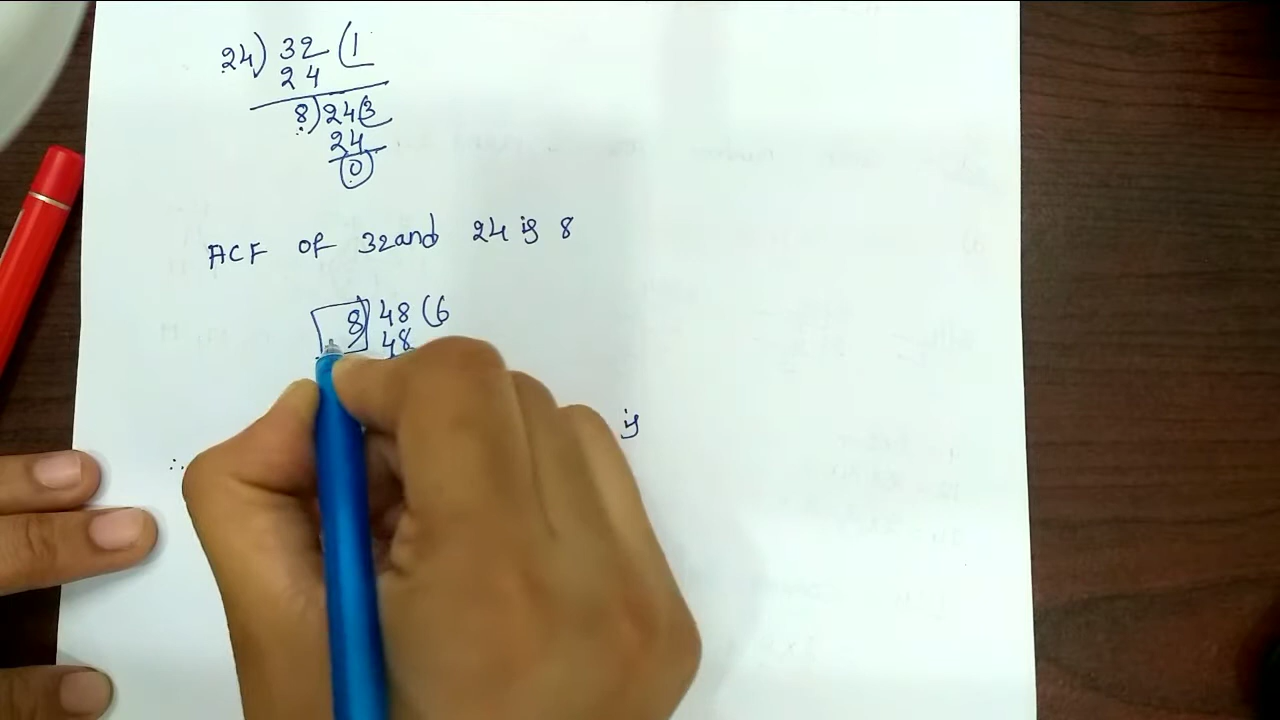 24) 32 (1
24
8) 24 (3
24
0
HCF OF 32 and 24 is 8
8) 48 (6
48
∴ is